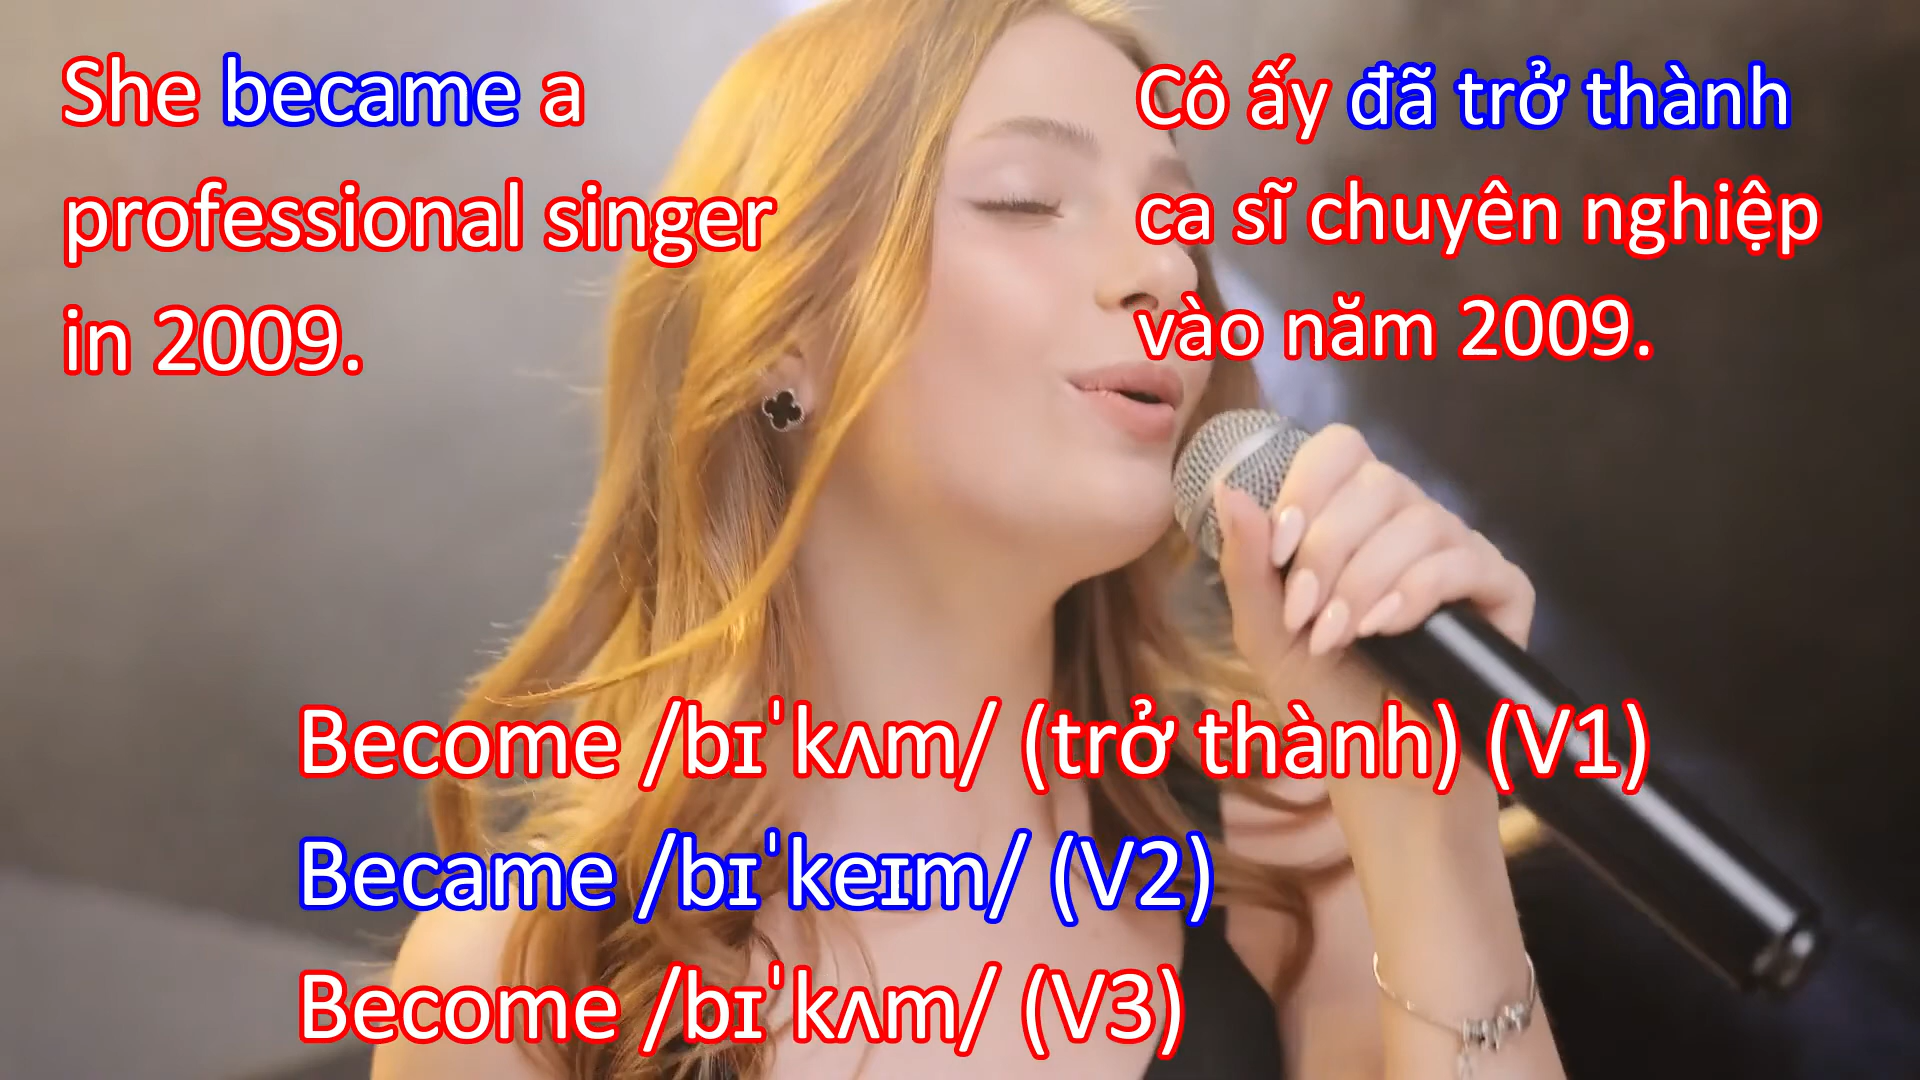 She became a
professional singer
in 2009.
Cô ấy đã trở thành
ca sĩ chuyên nghiệp
vào năm 2009.
Become /bɪˈkʌm/ (trở thành) (V1)
Became /bɪˈkeɪm/ (V2)
Become /bɪˈkʌm/ (V3)